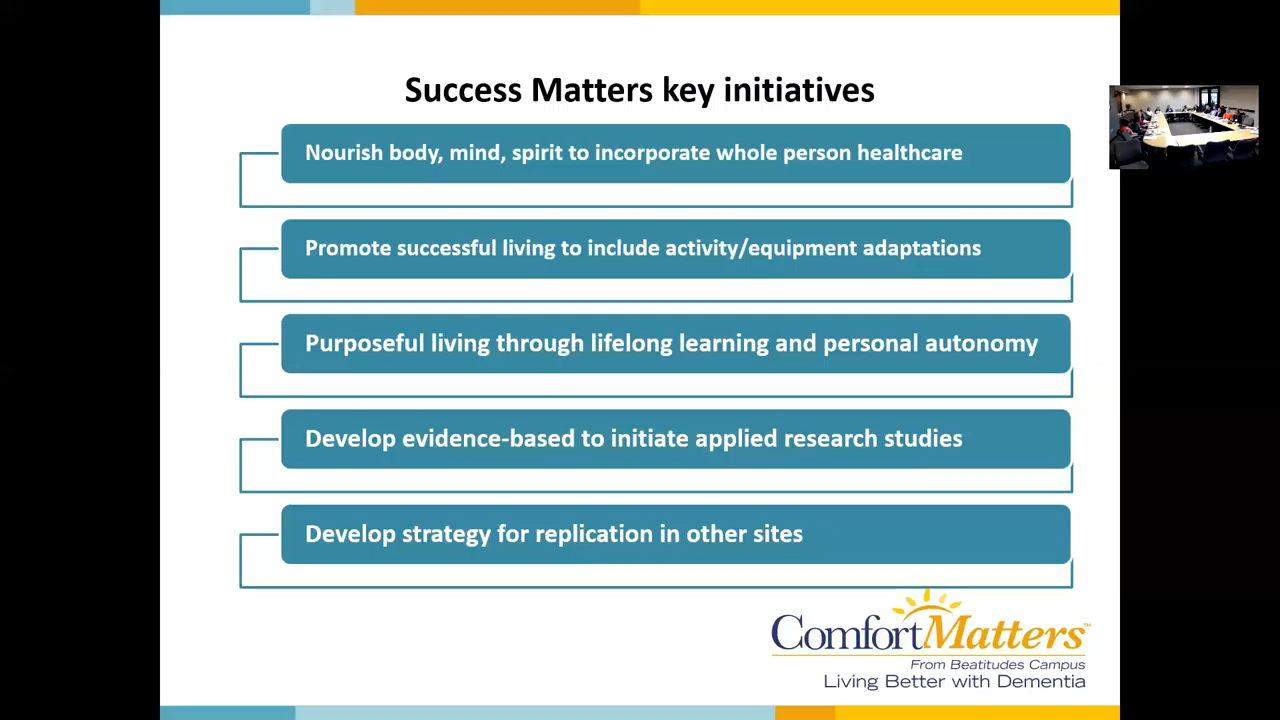 Success Matters key initiatives
Nourish body, mind, spirit to incorporate whole person healthcare
Promote successful living to include activity/equipment adaptations
Purposeful living through lifelong learning and personal autonomy
Develop evidence-based to initiate applied research studies
Develop strategy for replication in other sites
ComfortMatters™
From Beatitudes Campus
Living Better with Dementia